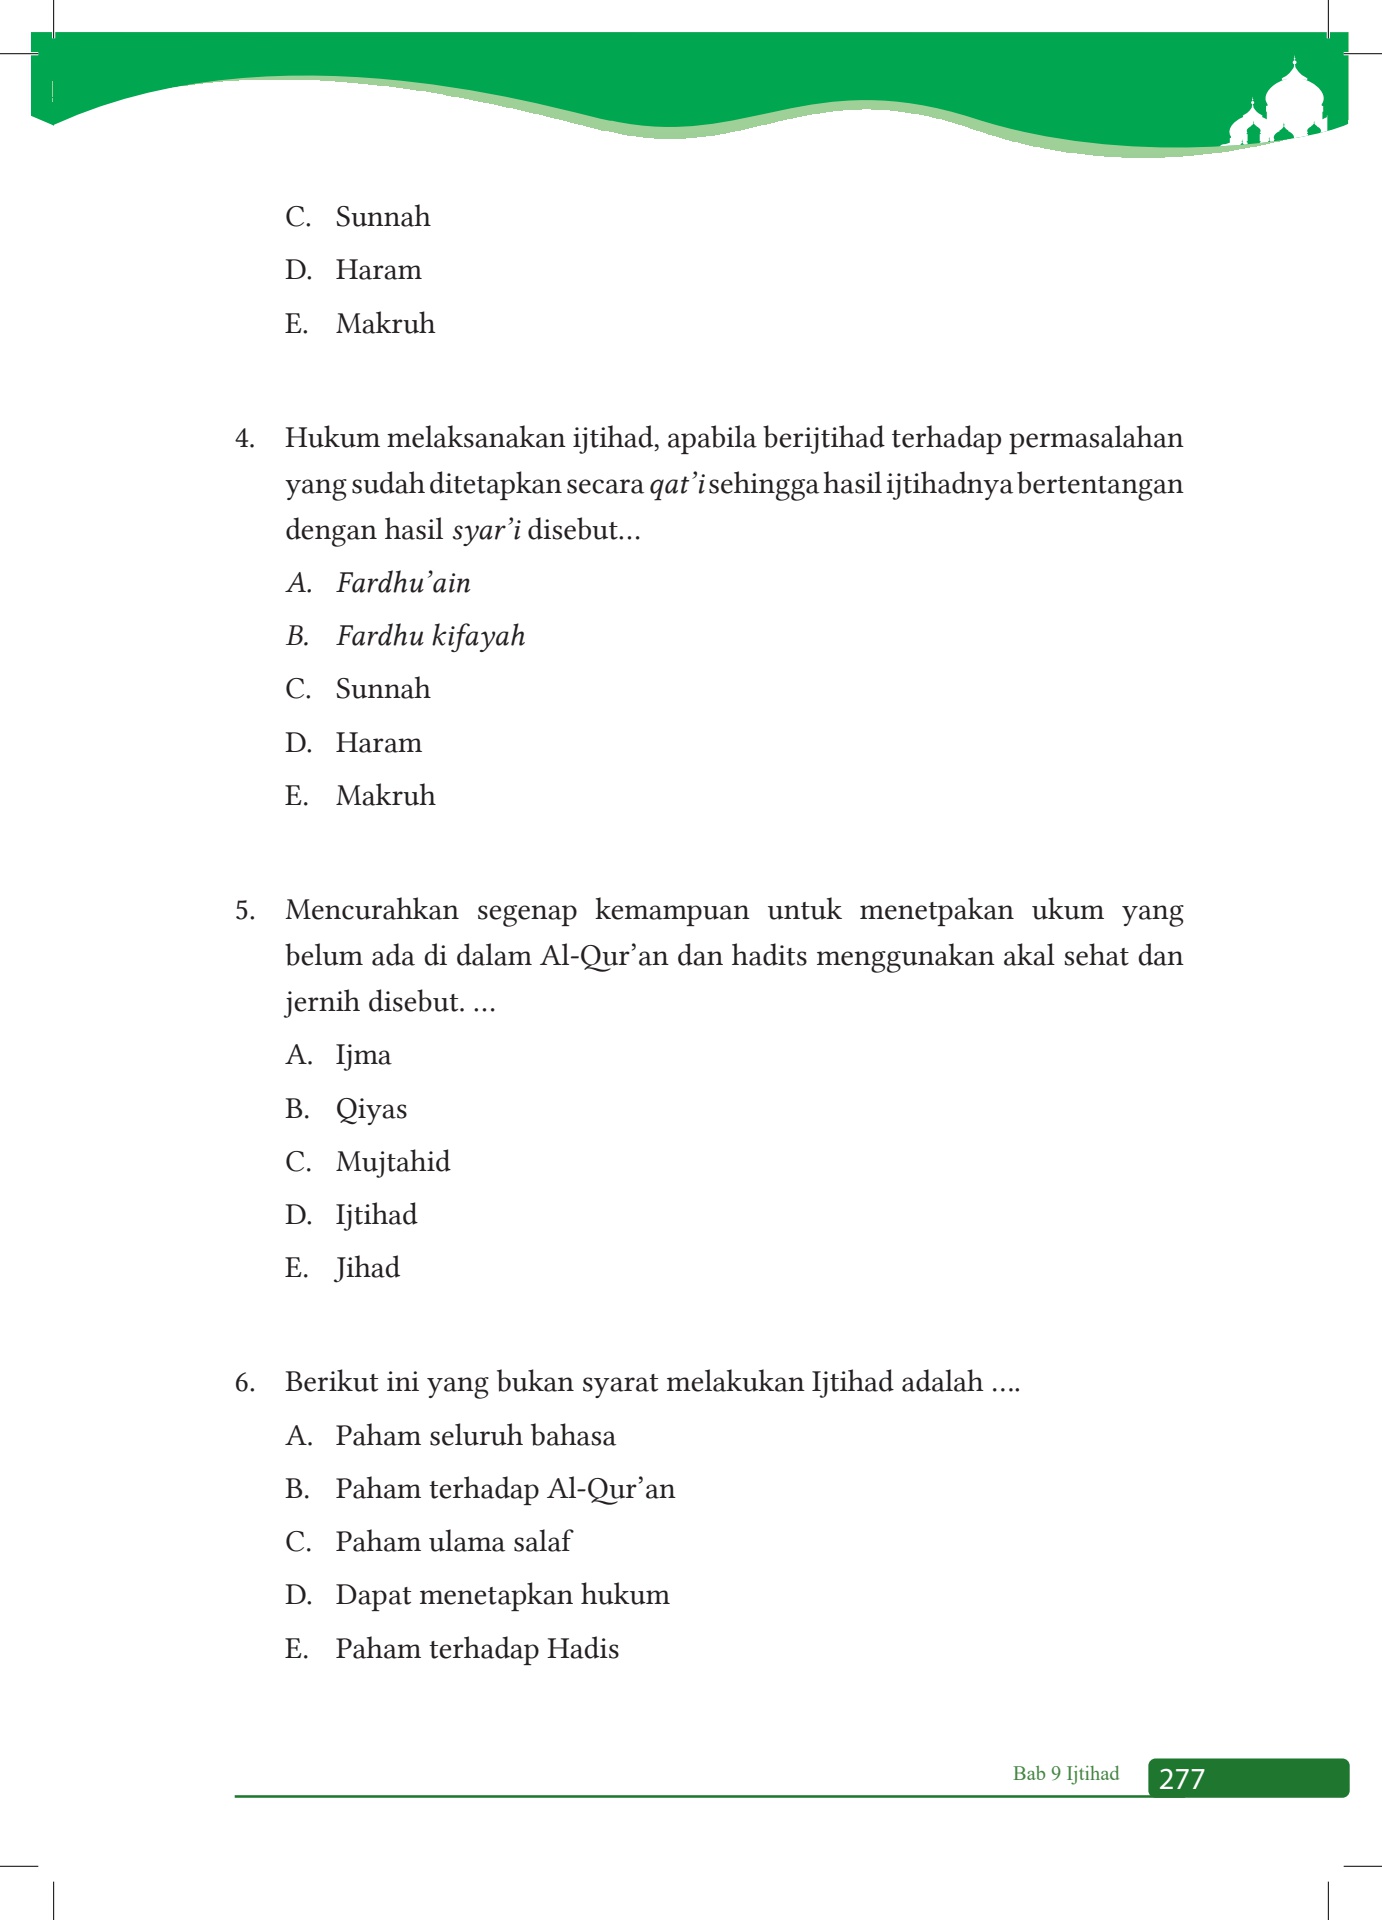 C. Sunnah
D. Haram
E. Makruh
4. Hukum melaksanakan ijtihad, apabila berijtihad terhadap permasalahan
yang sudah ditetapkan secara qat’i sehingga hasil ijtihadnya bertentangan
dengan hasil syar’i disebut…
A. Fardhu’ain
B. Fardhu kifayah
C. Sunnah
D. Haram
E. Makruh
5. Mencurahkan segenap kemampuan untuk menetpakan ukum yang
belum ada di dalam Al-Qur’an dan hadits menggunakan akal sehat dan
jernih disebut. …
A. Ijma
B. Qiyas
C. Mujtahid
D. Ijtihad
E. Jihad
6. Berikut ini yang bukan syarat melakukan Ijtihad adalah ….
A. Paham seluruh bahasa
B. Paham terhadap Al-Qur’an
C. Paham ulama salaf
D. Dapat menetapkan hukum
E. Paham terhadap Hadis
Bab 9 Ijtihad 277